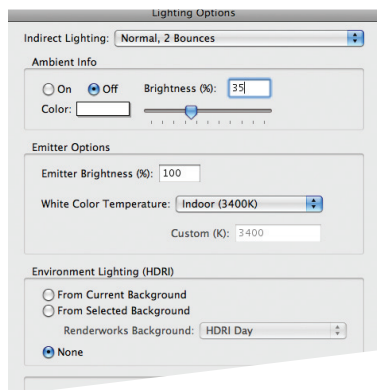 Lighting Options
Indirect Lighting: Normal, 2 Bounces
Ambient Info
On Off Brightness (%): 35
Color:
Emitter Options
Emitter Brightness (%): 100
White Color Temperature: Indoor (3400K)
Custom (K): 3400
Environment Lighting (HDRI)
From Current Background
From Selected Background
Renderworks Background: HDRI Day
None